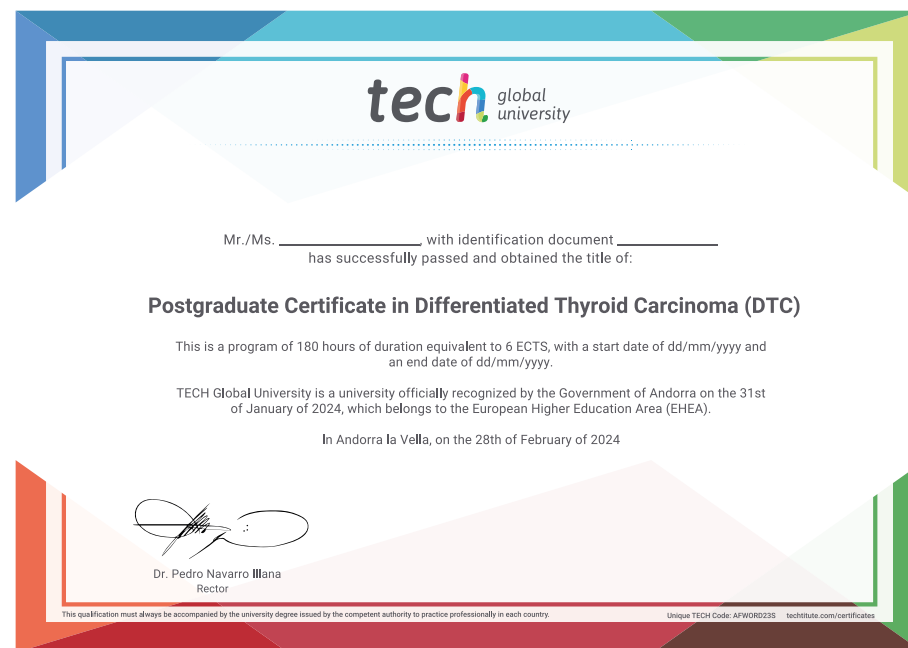 tech global university
Mr./Ms. , with identification document
has successfully passed and obtained the title of:
Postgraduate Certificate in Differentiated Thyroid Carcinoma (DTC)
This is a program of 180 hours of duration equivalent to 6 ECTS, with a start date of dd/mm/yyyy and
an end date of dd/mm/yyyy.
TECH Global University is a university officially recognized by the Government of Andorra on the 31st
of January of 2024, which belongs to the European Higher Education Area (EHEA).
In Andorra la Vella, on the 28th of February of 2024
Dr. Pedro Navarro Illana
Rector
This qualification must always be accompanied by the university degree issued by the competent authority to practice professionally in each country.
Unique TECH Code: AFWORD23S techtitute.com/certificates